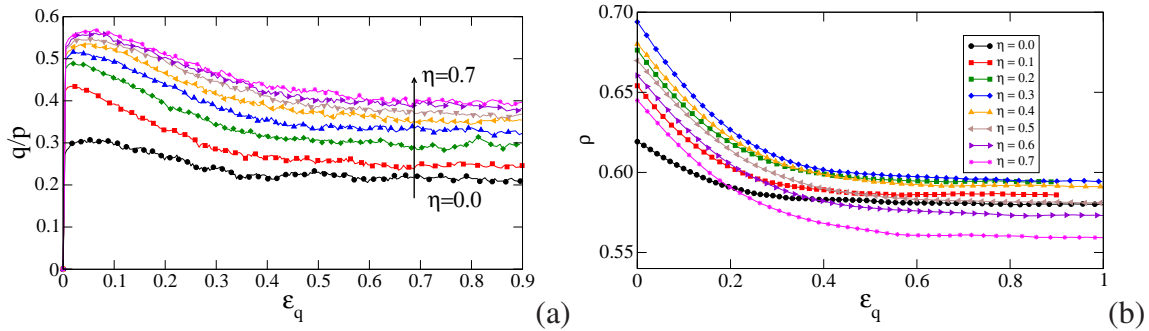 0.6
0.5
0.4
0.3
0.2
0.1
0
q/p
η=0.7
η=0.0
0 0.1 0.2 0.3 0.4 0.5 0.6 0.7 0.8 0.9
ε_q
(a)
ρ
0.70
0.65
0.60
0.55
η = 0.0
η = 0.1
η = 0.2
η = 0.3
η = 0.4
η = 0.5
η = 0.6
η = 0.7
0 0.2 0.4 0.6 0.8 1
ε_q
(b)